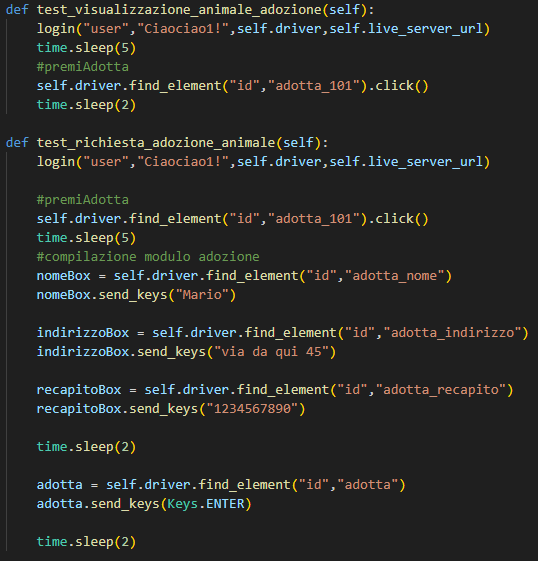 def test_visualizzazione_animale_adozione(self):
    login("user","Ciaociao1!",self.driver,self.live_server_url)
    time.sleep(5)
    #premiAdotta
    self.driver.find_element("id","adotta_101").click()
    time.sleep(2)

def test_richiesta_adozione_animale(self):
    login("user","Ciaociao1!",self.driver,self.live_server_url)

    #premiAdotta
    self.driver.find_element("id","adotta_101").click()
    time.sleep(5)
    #compilazione modulo adozione
    nomeBox = self.driver.find_element("id","adotta_nome")
    nomeBox.send_keys("Mario")

    indirizzoBox = self.driver.find_element("id","adotta_indirizzo")
    indirizzoBox.send_keys("via da qui 45")

    recapitoBox = self.driver.find_element("id","adotta_recapito")
    recapitoBox.send_keys("1234567890")

    time.sleep(2)

    adotta = self.driver.find_element("id","adotta")
    adotta.send_keys(Keys.ENTER)

    time.sleep(2)